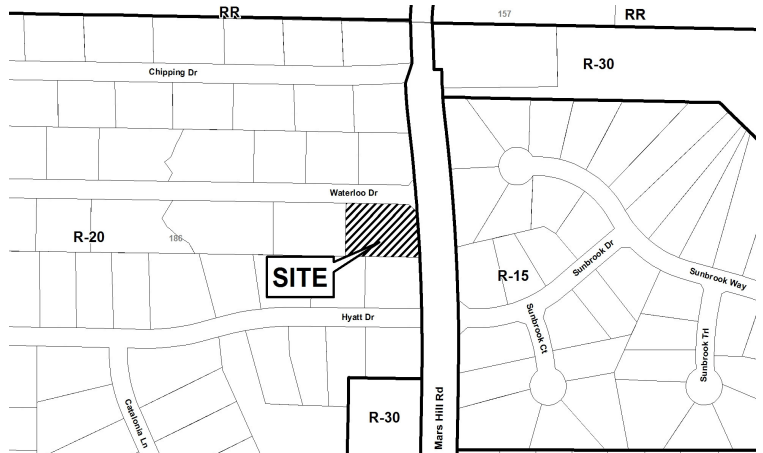 RR
157
RR
R-30
Chipping Dr
Waterloo Dr
R-20
186
SITE
R-15
Sunbrook Dr
Sunbrook Way
Hyatt Dr
Sunbrook Ct
Sunbrook Trl
Catalonia Ln
R-30
Mars Hill Rd